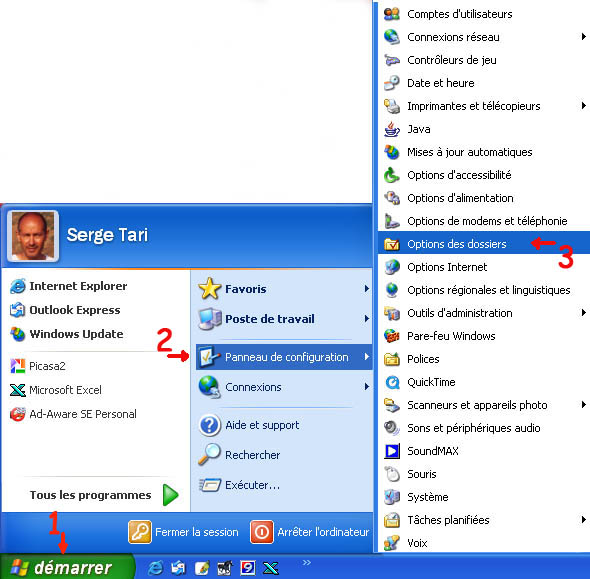 Serge Tari
Internet Explorer
Outlook Express
Windows Update
Picasa2
Microsoft Excel
Ad-Aware SE Personal
Tous les programmes
Favoris
Poste de travail
2
Panneau de configuration
Connexions
Aide et support
Rechercher
Exécuter...
Fermer la session
Arrêter l'ordinateur
1
démarrer
Comptes d'utilisateurs
Connexions réseau
Contrôleurs de jeu
Date et heure
Imprimantes et télécopieurs
Java
Mises à jour automatiques
Options d'accessibilité
Options d'alimentation
Options de modems et téléphonie
Options des dossiers
3
Options Internet
Options régionales et linguistiques
Outils d'administration
Pare-feu Windows
Polices
QuickTime
Scanneurs et appareils photo
Sons et périphériques audio
SoundMAX
Souris
Système
Tâches planifiées
Voix